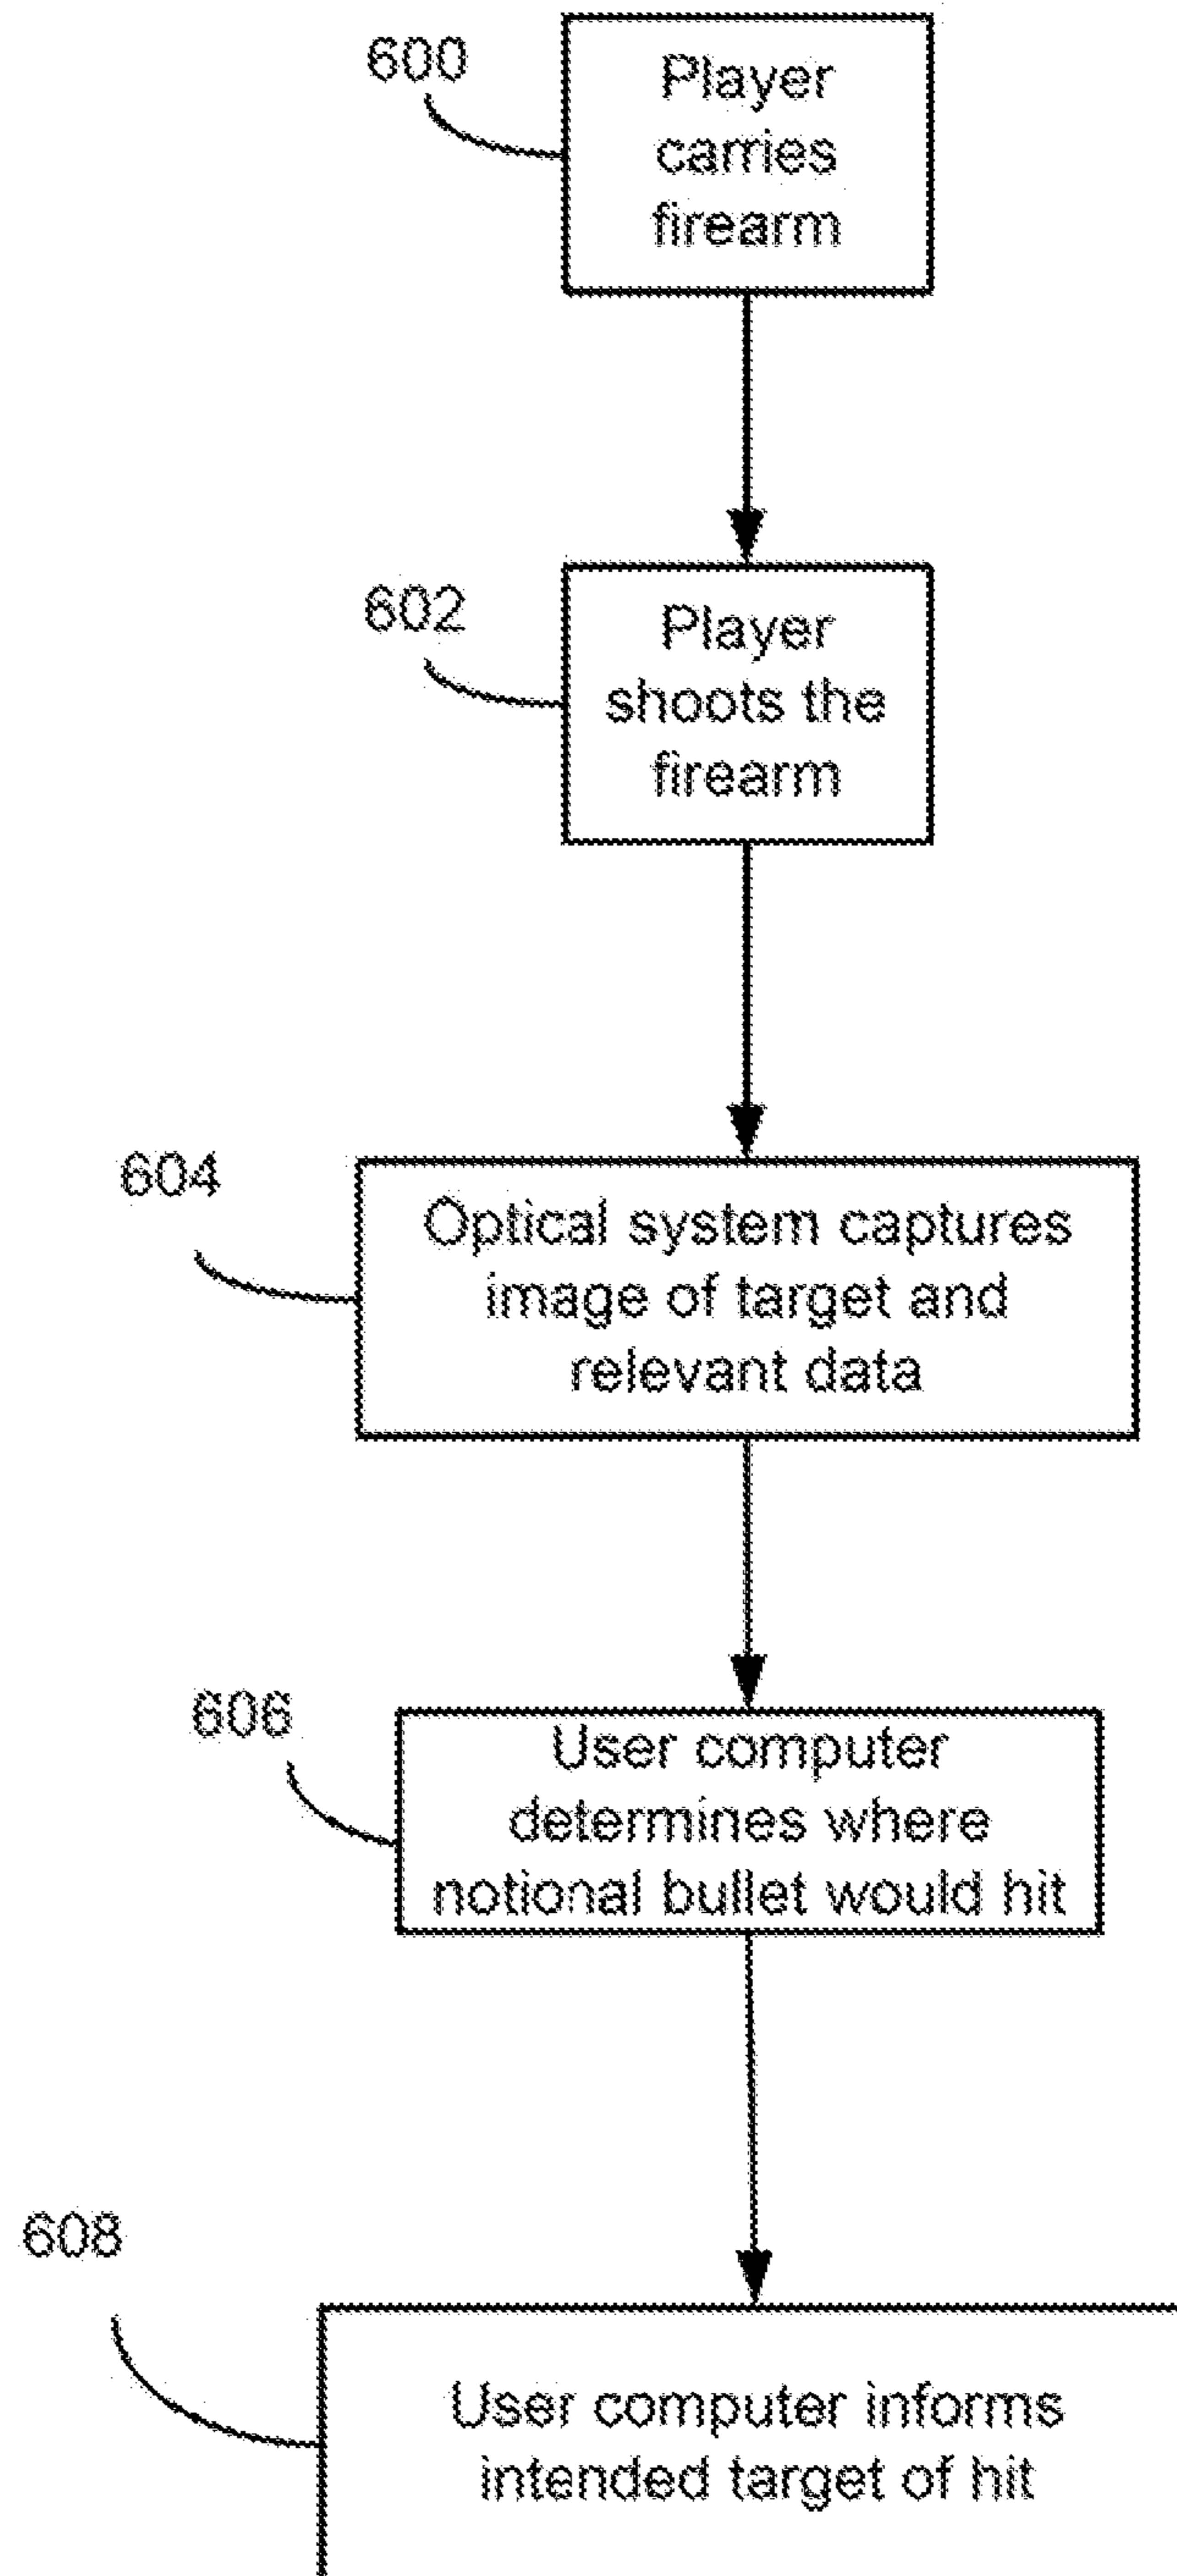 600
Player
carries
firearm
602
Player
shoots the
firearm
604
Optical system captures
image of target and
relevant data
606
User computer
determines where
notional bullet would hit
608
User computer informs
intended target of hit